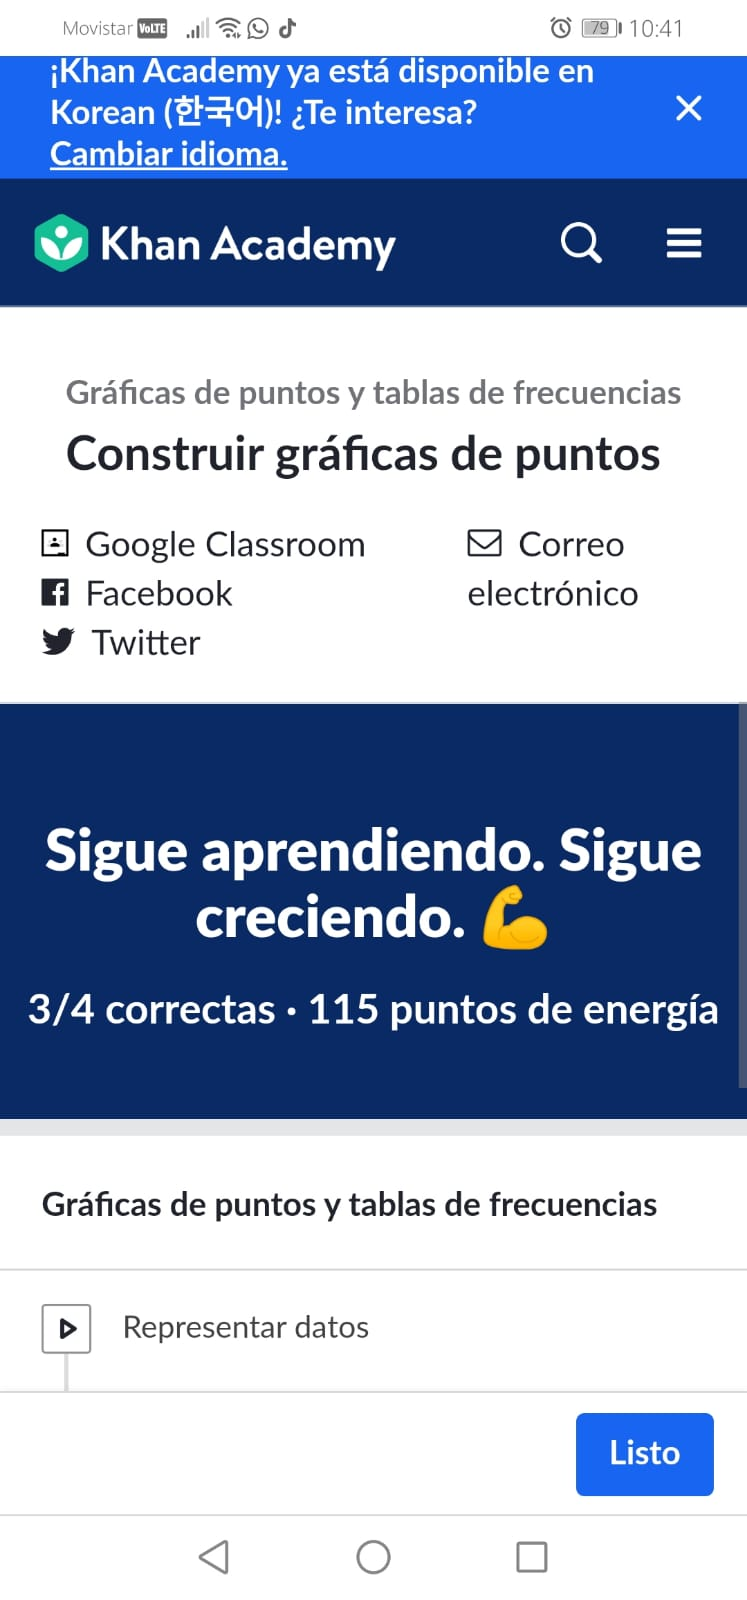 Movistar VoLTE 79 10:41
¡Khan Academy ya está disponible en
Korean (한국어)! ¿Te interesa?
Cambiar idioma.
Khan Academy
Gráficas de puntos y tablas de frecuencias
Construir gráficas de puntos
Google Classroom
Facebook
Twitter
Correo
electrónico
Sigue aprendiendo. Sigue
creciendo. 💪
3/4 correctas · 115 puntos de energía
Gráficas de puntos y tablas de frecuencias
Representar datos
Listo